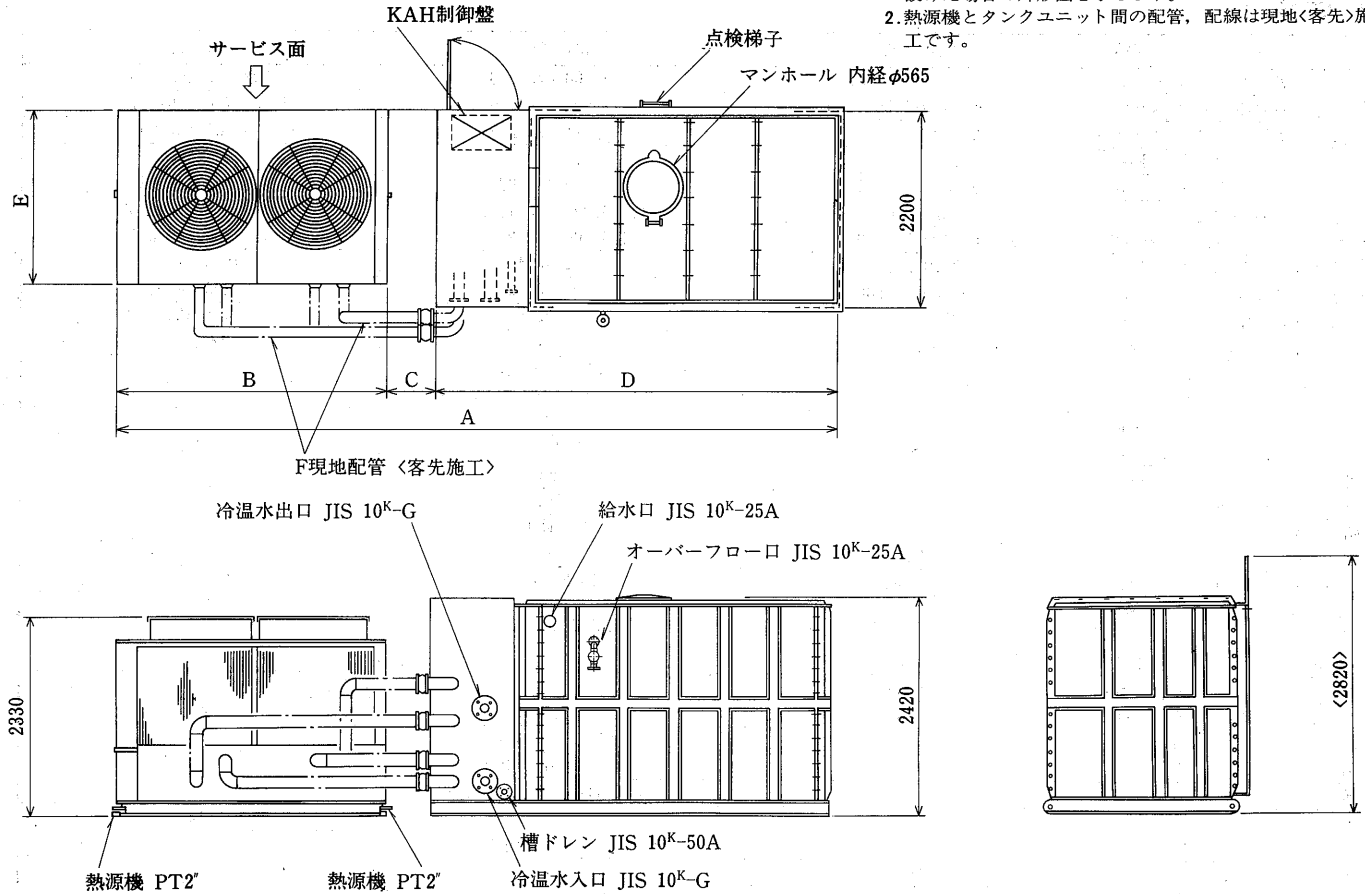 2.熱源機とタンクユニット間の配管，配線は現地<客先>施
工です。
KAH制御盤
サービス面
点検梯子
マンホール 内経φ565
E
2200
B
C
D
A
F現地配管 <客先施工>
冷温水出口 JIS 10ᴷ-G
給水口 JIS 10ᴷ-25A
オーバーフロー口 JIS 10ᴷ-25A
2330
2420
<2820>
槽ドレン JIS 10ᴷ-50A
熱源機 PT2″
熱源機 PT2″
冷温水入口 JIS 10ᴷ-G